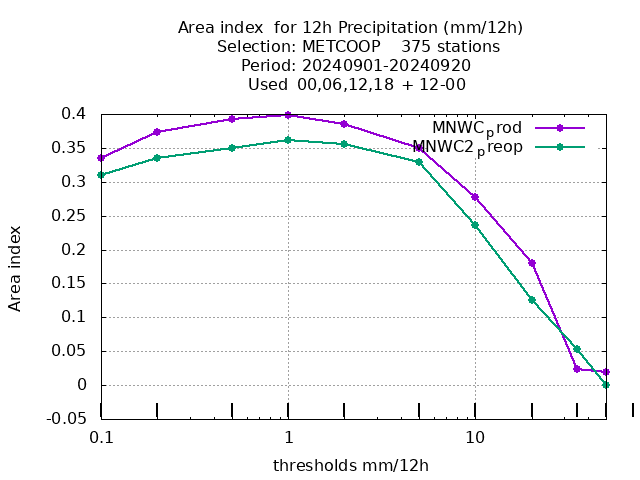 Area index  for 12h Precipitation (mm/12h)
Selection: METCOOP    375 stations
Period: 20240901-20240920
Used 00,06,12,18 + 12-00
MNWCprod
MNWC2preop
0.4
0.35
0.3
0.25
0.2
0.15
0.1
0.05
0
-0.05
Area index
0.1
1
10
thresholds mm/12h